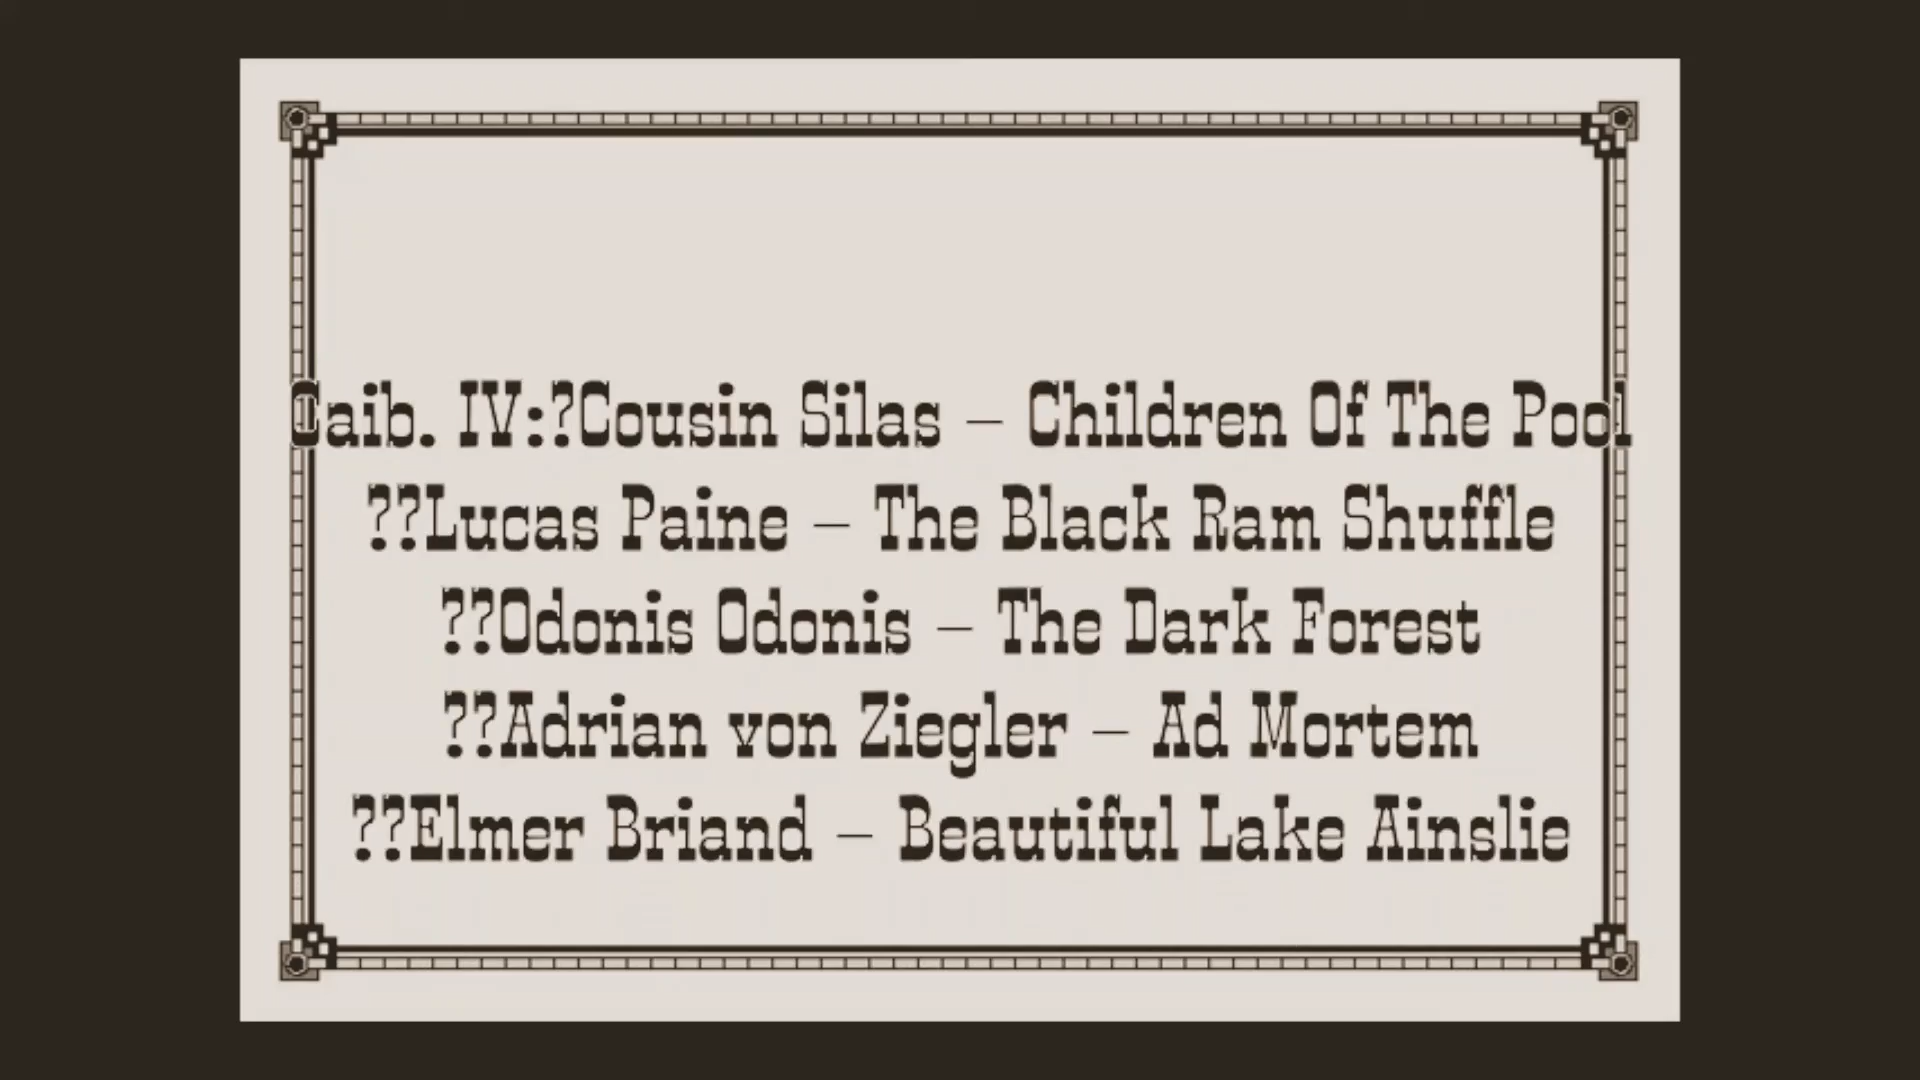 Caib. IV:?Cousin Silas – Children Of The Pool
??Lucas Paine – The Black Ram Shuffle
??Odonis Odonis – The Dark Forest
??Adrian von Ziegler – Ad Mortem
??Elmer Briand – Beautiful Lake Ainslie